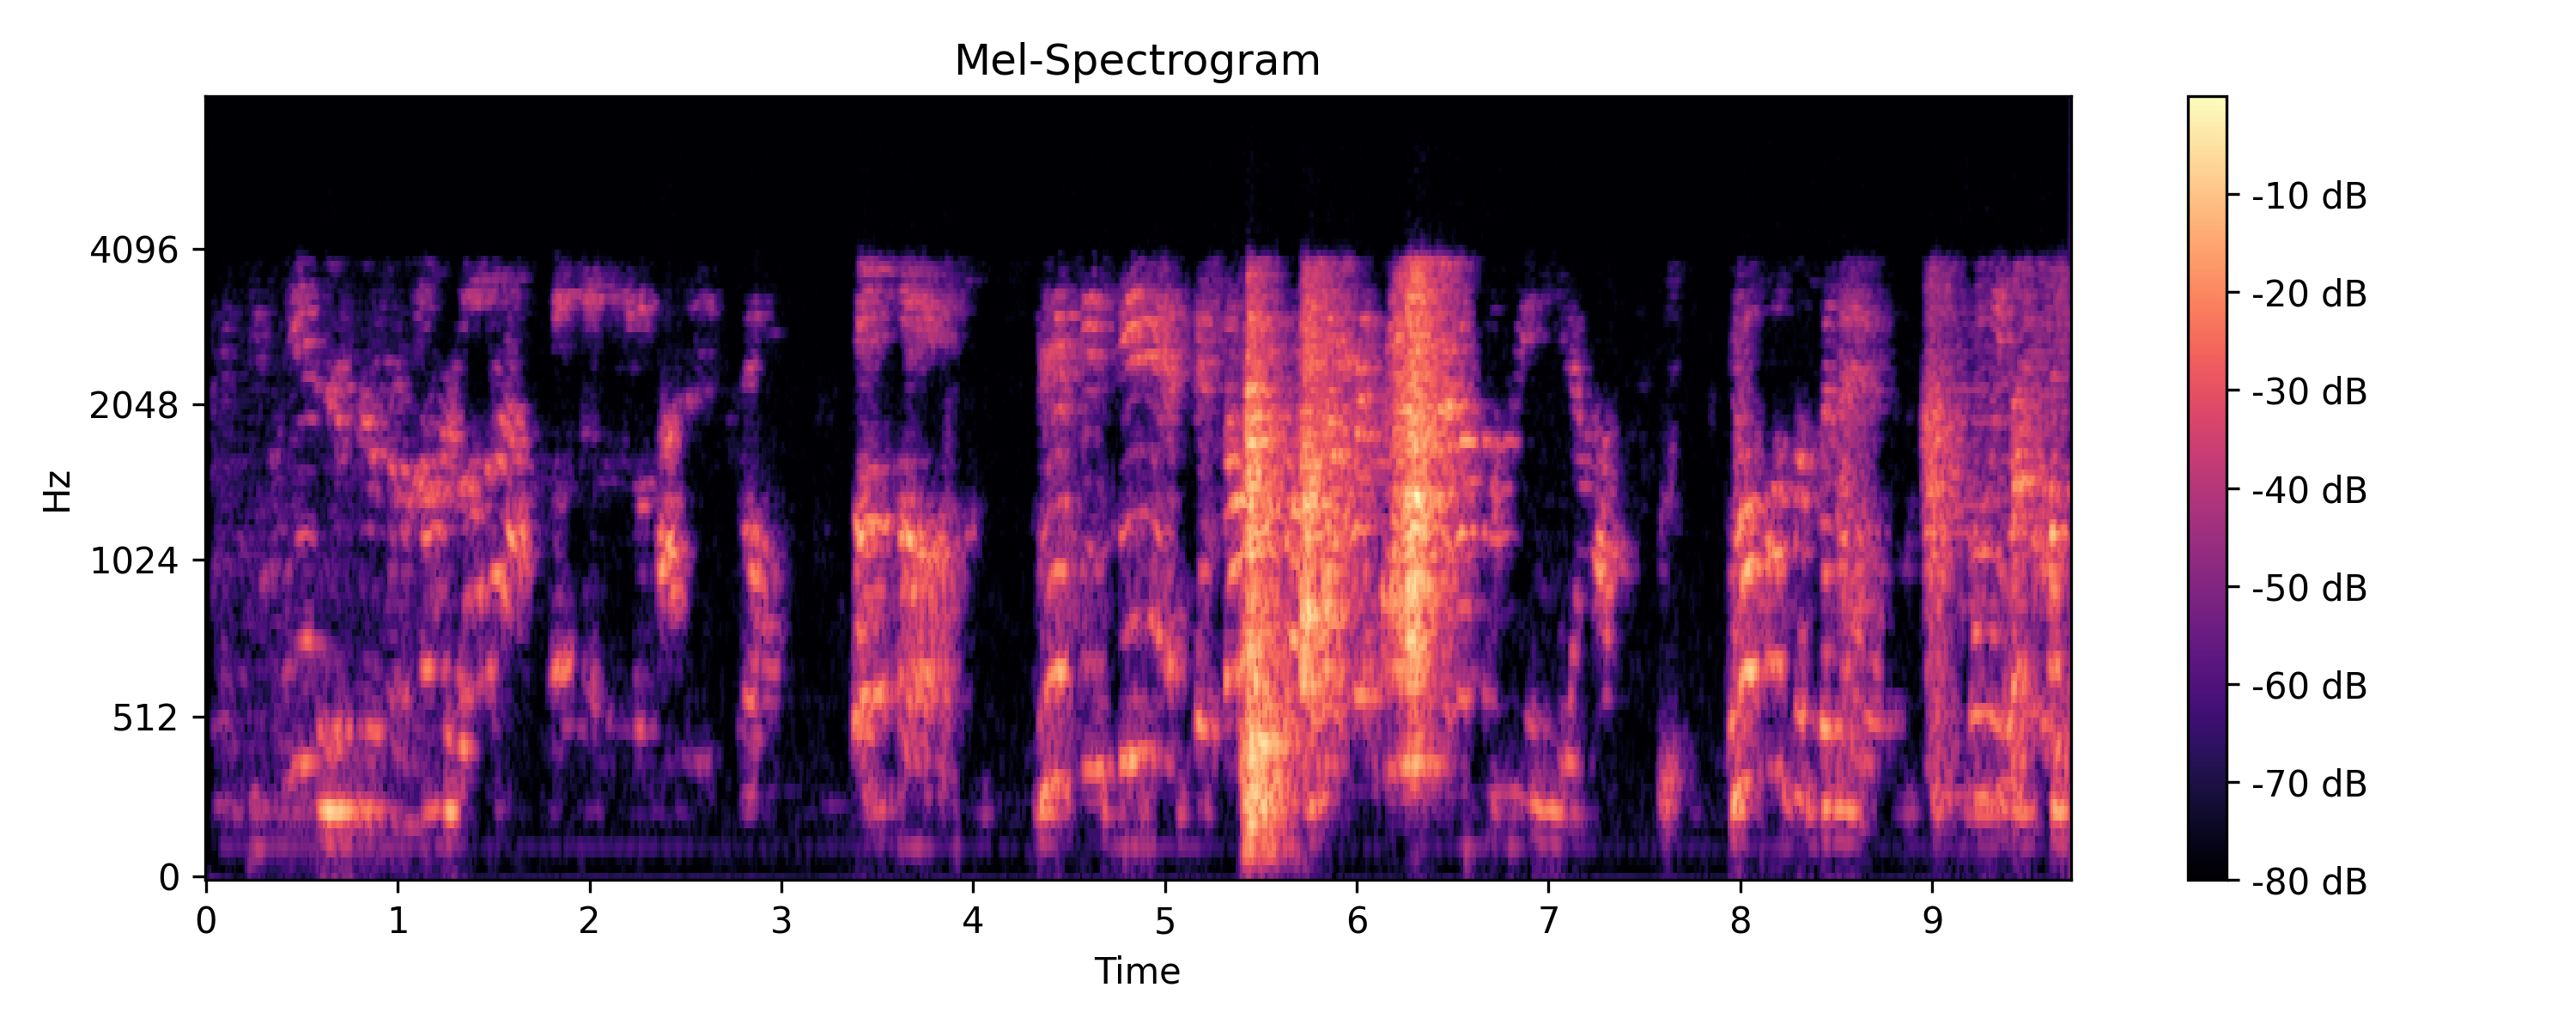 Mel-Spectrogram
Hz
4096
2048
1024
512
0
0 1 2 3 4 5 6 7 8 9
Time
-10 dB
-20 dB
-30 dB
-40 dB
-50 dB
-60 dB
-70 dB
-80 dB